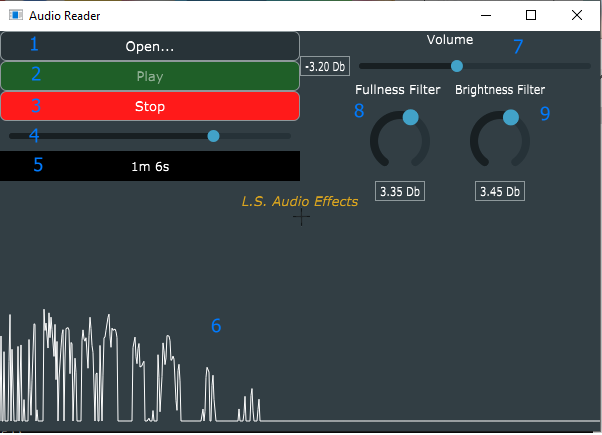 Audio Reader
1 Open...
2 Play
3 Stop
4
5 1m 6s
Volume 7
-3.20 Db
Fullness Filter Brightness Filter
8 9
3.35 Db 3.45 Db
L.S. Audio Effects
6